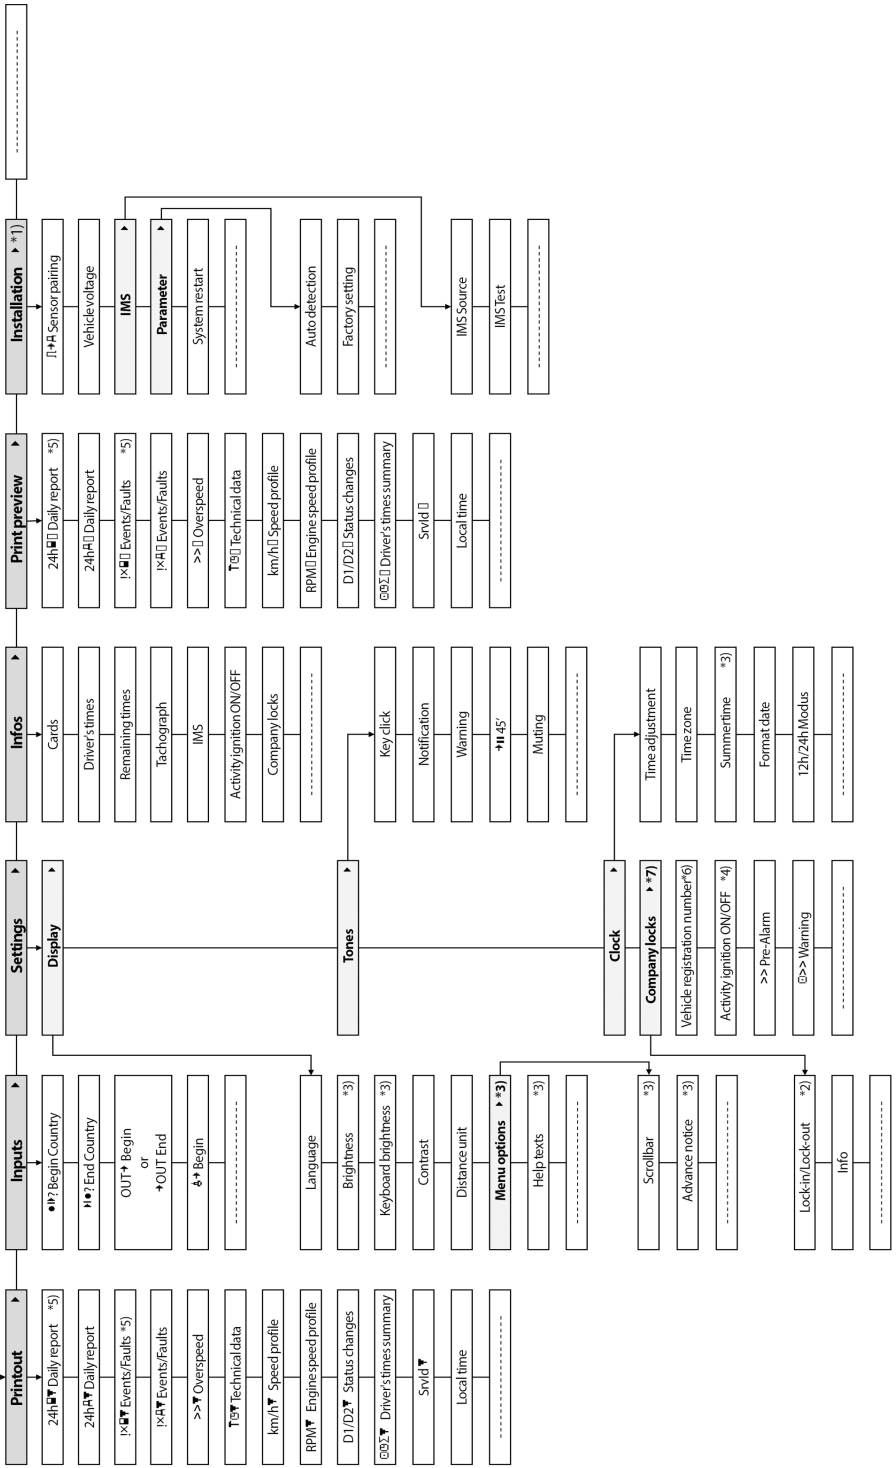 Printout ▶
24h Daily report *5)
24h Daily report
!× Events/Faults *5)
!× Events/Faults
>>▼ Overspeed
Technical data
km/h▼ Speed profile
RPM▼ Engine speed profile
D1/D2▼ Status changes
Σ▼ Driver's times summary
Srvld ▼
Local time
Inputs ▶
? Begin Country
? End Country
OUT Begin
or
OUT End
Begin
Language
Brightness *3)
Keyboard brightness *3)
Contrast
Distance unit
Menu options ▶ *3)
Help texts *3)
Scrollbar *3)
Advance notice *3)
Lock-in/Lock-out *2)
Info
Settings ▶
Display ▶
Tones ▶
Clock ▶
Company locks ▶ *7)
Vehicle registration number*6)
Activity ignition ON/OFF *4)
>> Pre-Alarm
>> Warning
Infos ▶
Cards
Driver's times
Remaining times
Tachograph
IMS
Activity ignition ON/OFF
Company locks
Key click
Notification
Warning
45'
Muting
Time adjustment
Time zone
Summertime *3)
Format date
12h/24h Modus
Print preview ▶
24h Daily report *5)
24h Daily report
!× Events/Faults *5)
!× Events/Faults
>> Overspeed
Technical data
km/h Speed profile
RPM Engine speed profile
D1/D2 Status changes
Σ Driver's times summary
Srvld
Local time
Installation ▶ *1)
Sensor pairing
Vehicle voltage
IMS ▶
Parameter ▶
System restart
Auto detection
Factory setting
IMS Source
IMS Test